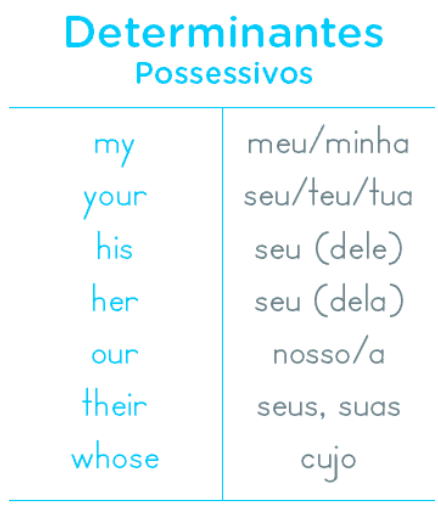 Determinantes
Possessivos
my meu/minha
your seu/teu/tua
his seu (dele)
her seu (dela)
our nosso/a
their seus, suas
whose cujo